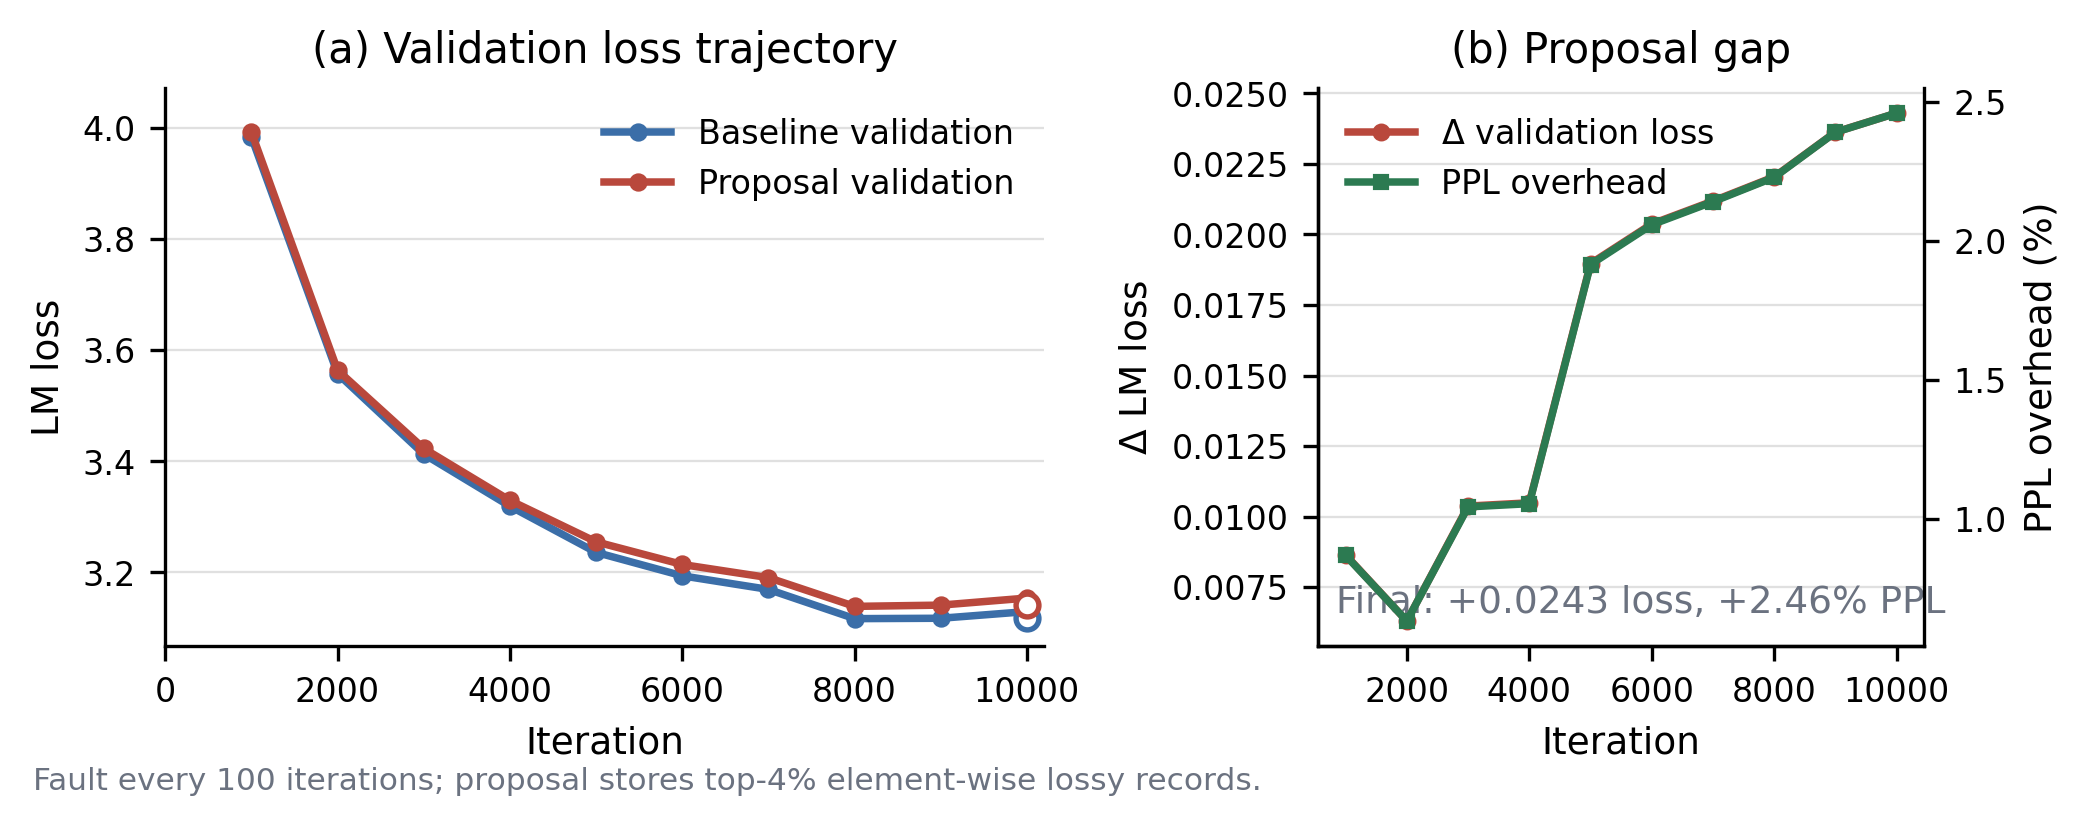 (a) Validation loss trajectory
LM loss
4.0
3.8
3.6
3.4
3.2
Baseline validation
Proposal validation
0
2000
4000
6000
8000
10000
Iteration
(b) Proposal gap
Δ LM loss
0.0250
0.0225
0.0200
0.0175
0.0150
0.0125
0.0100
0.0075
Δ validation loss
PPL overhead
Final: +0.0243 loss, +2.46% PPL
2.5
2.0
1.5
1.0
PPL overhead (%)
2000
4000
6000
8000
10000
Iteration
Fault every 100 iterations; proposal stores top-4% element-wise lossy records.